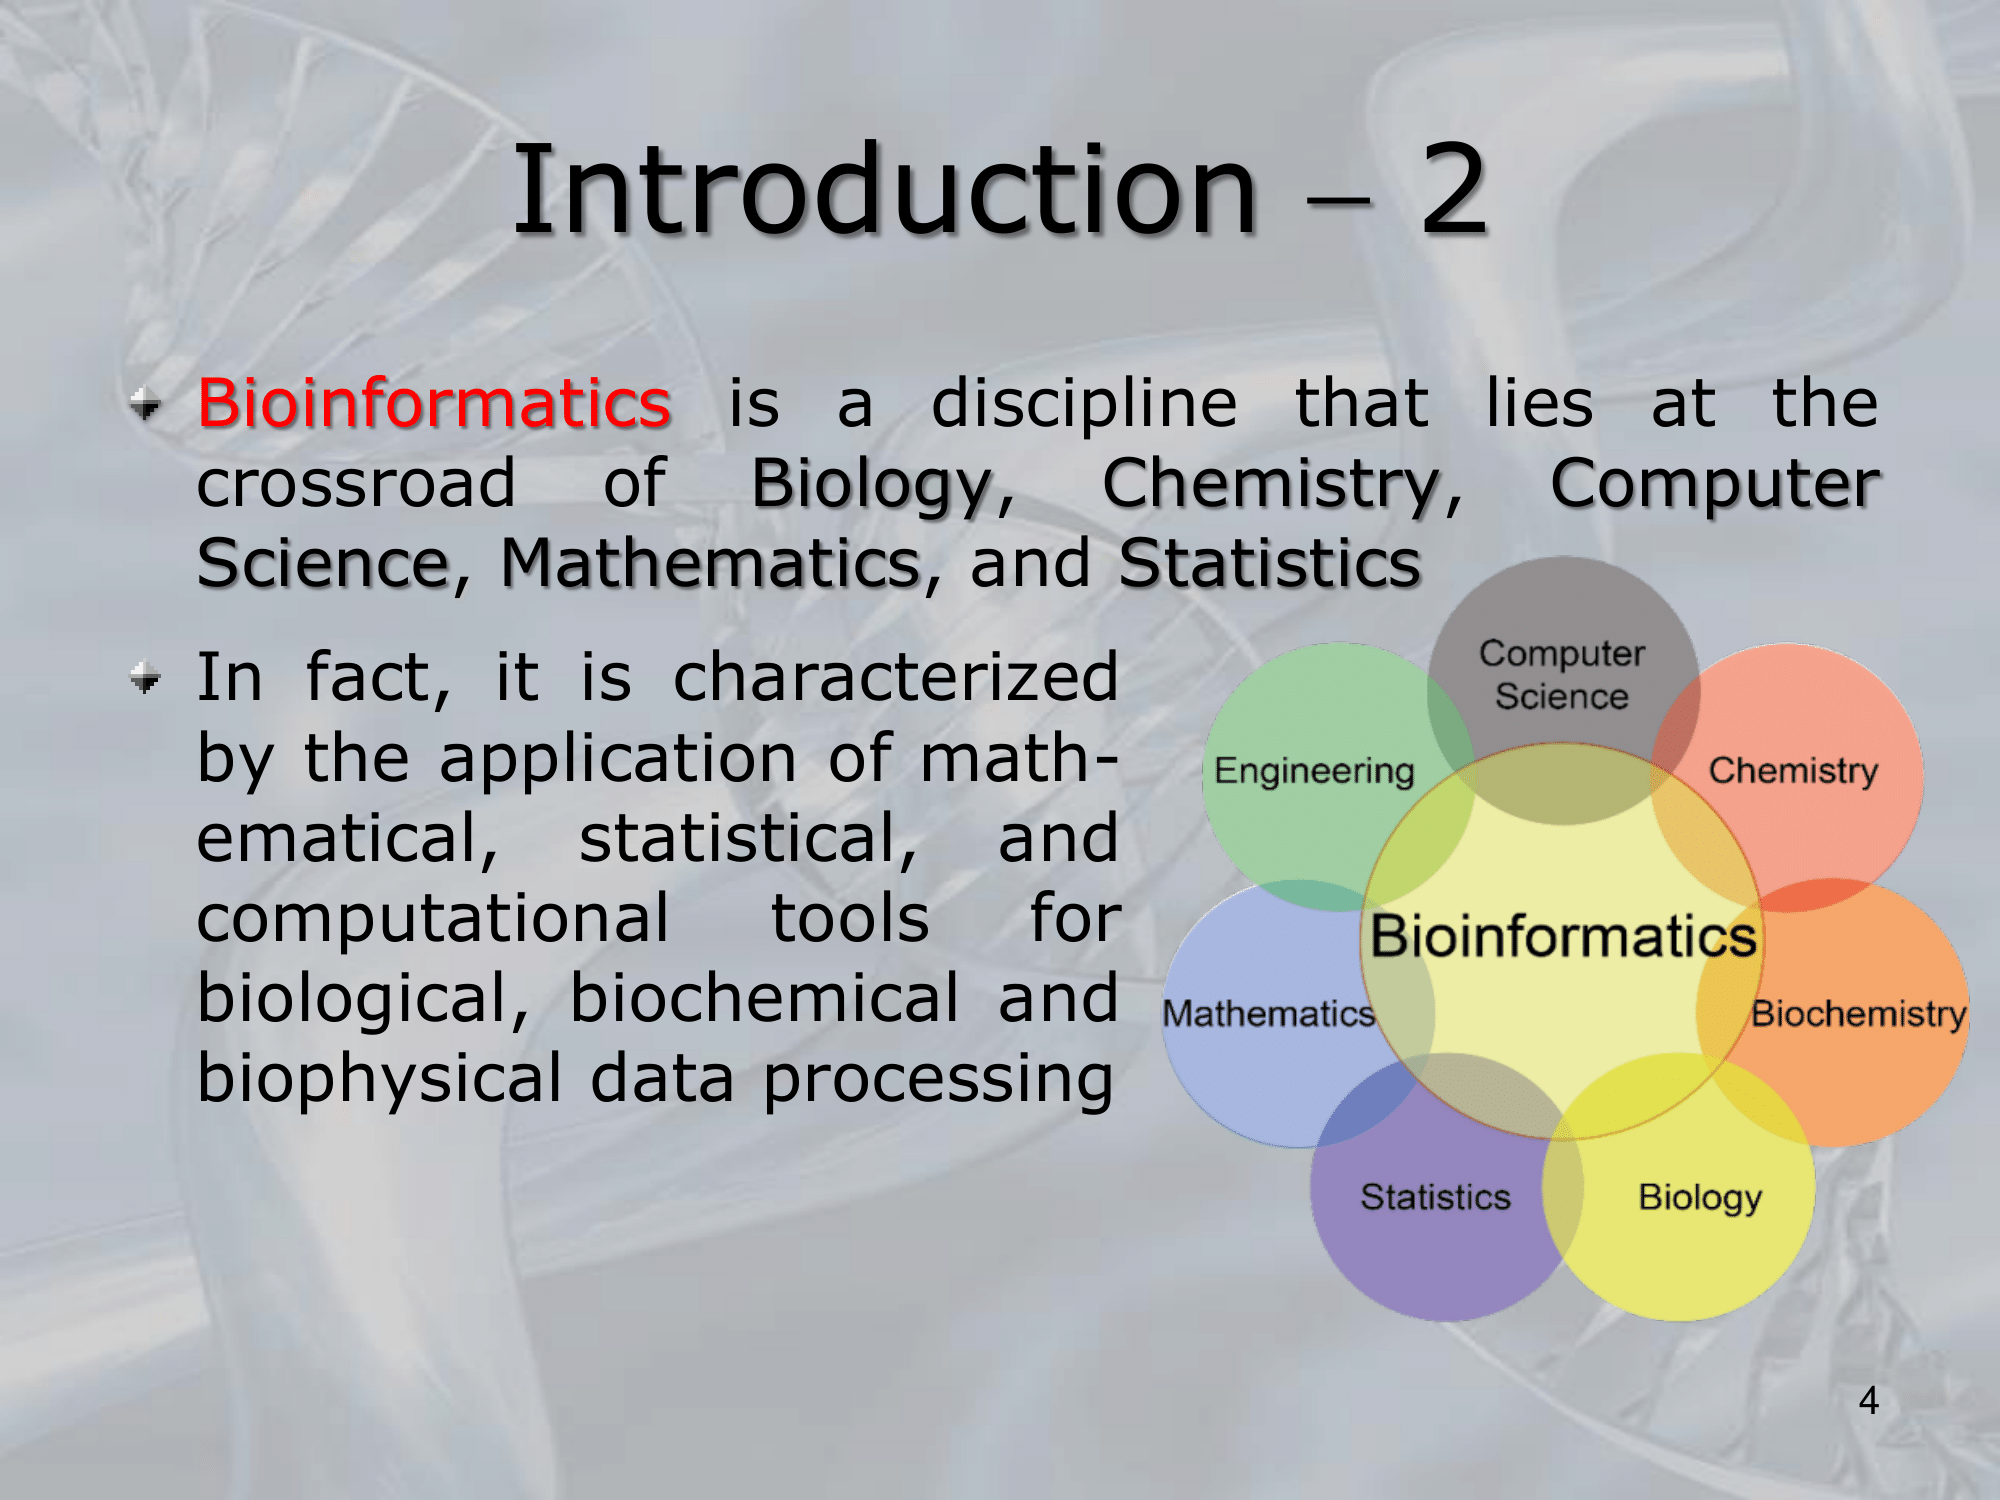 Introduction – 2
Bioinformatics is a discipline that lies at the
crossroad of Biology, Chemistry, Computer
Science, Mathematics, and Statistics
In fact, it is characterized
by the application of math-
ematical, statistical, and
computational tools for
biological, biochemical and
biophysical data processing
Computer
Science
Engineering
Chemistry
Bioinformatics
Mathematics
Biochemistry
Statistics
Biology
4